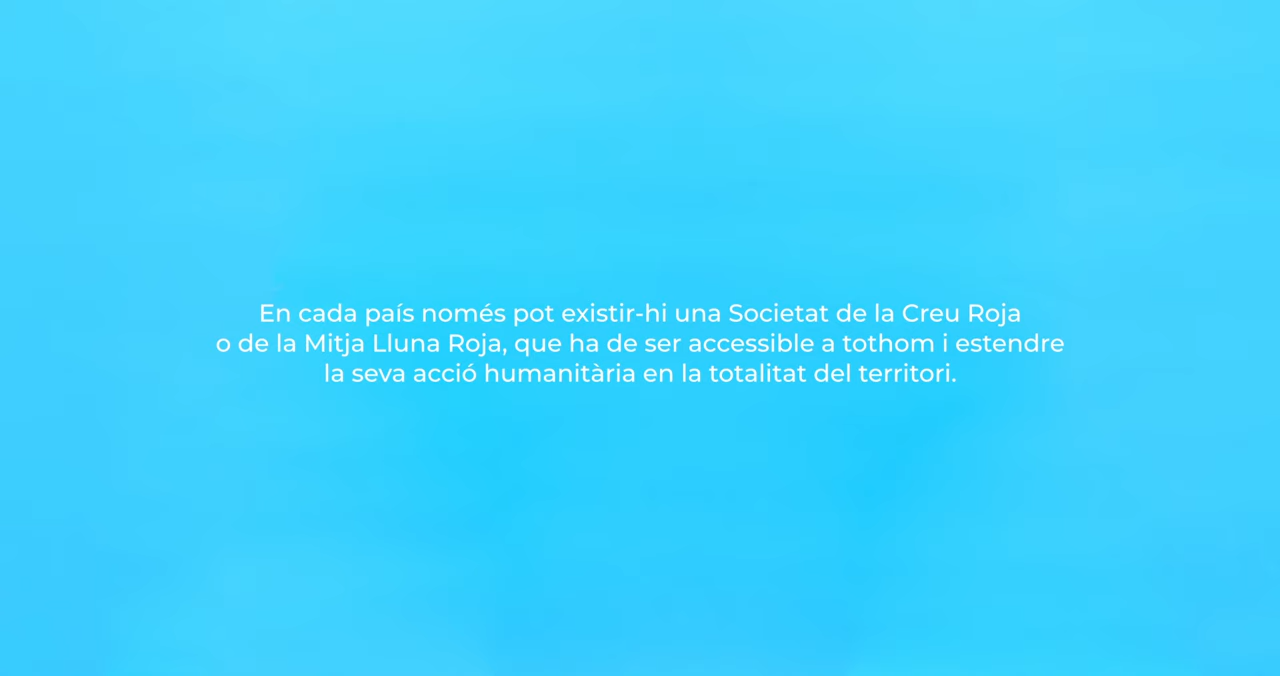 En cada país només pot existir-hi una Societat de la Creu Roja
o de la Mitja Lluna Roja, que ha de ser accessible a tothom i estendre
la seva acció humanitària en la totalitat del territori.